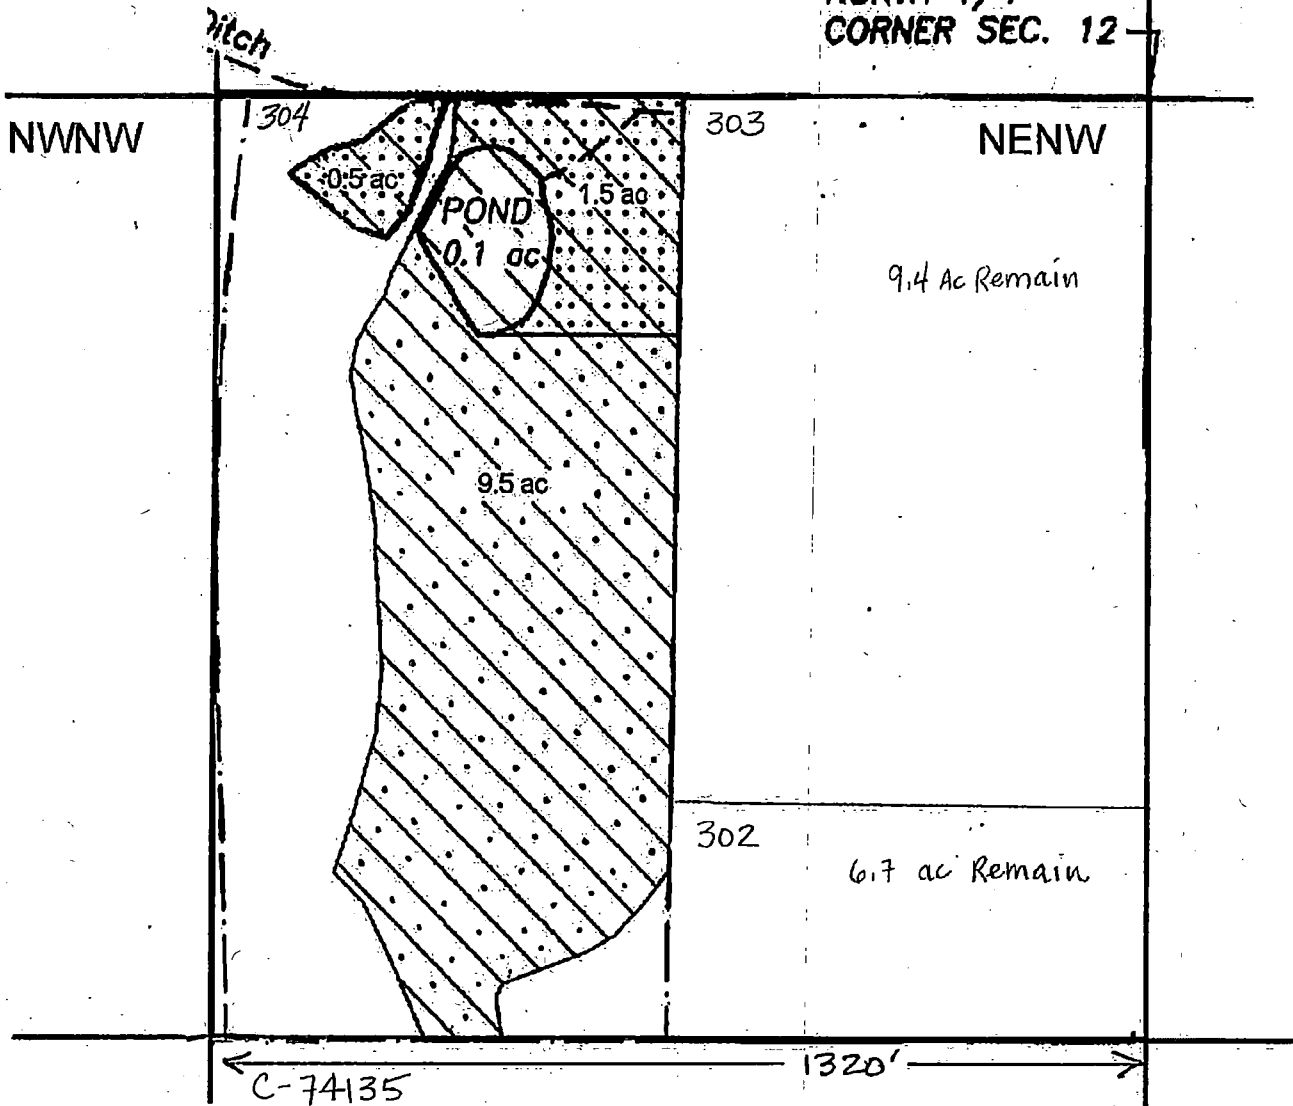 Ditch
CORNER SEC. 12
NWNW
304
303
NENW
0.5 ac
1.5 ac
POND
0.1 ac
9.4 Ac Remain
9.5 ac
302
6.7 ac Remain
1320'
C-74135